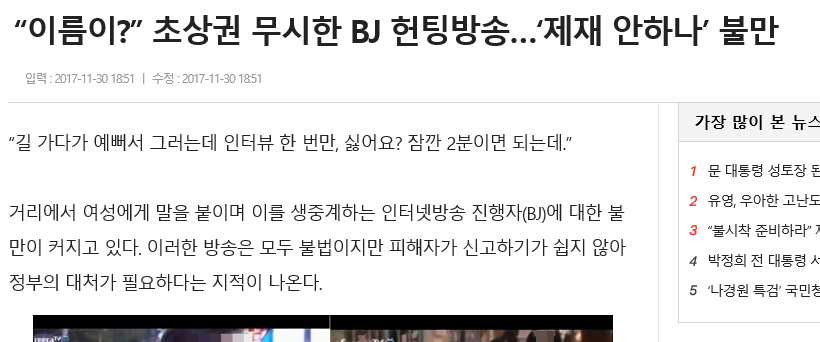 “이름이?” 초상권 무시한 BJ 헌팅방송…‘제재 안하나’ 불만
입력 : 2017-11-30 18:51 | 수정 : 2017-11-30 18:51
“길 가다가 예뻐서 그러는데 인터뷰 한 번만, 싫어요? 잠깐 2분이면 되는데.”
거리에서 여성에게 말을 붙이며 이를 생중계하는 인터넷방송 진행자(BJ)에 대한 불
만이 커지고 있다. 이러한 방송은 모두 불법이지만 피해자가 신고하기가 쉽지 않아
정부의 대처가 필요하다는 지적이 나온다.
가장 많이 본 뉴스
1 문 대통령 성토장 된
2 유영, 우아한 고난도
3 “불시착 준비하라”
4 박정희 전 대통령 서
5 ‘나경원 특검’ 국민청
freecaTV